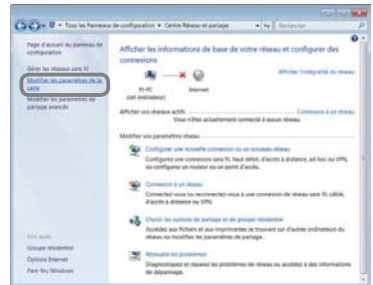 Tous les Panneaux de configuration Centre Réseau et partage
Rechercher
Page d'accueil du panneau de configuration
Gérer les réseaux sans fil
Modifier les paramètres de la carte
Modifier les paramètres de partage avancés
Afficher les informations de base de votre réseau et configurer des
connexions
Afficher l'intégralité du réseau
PI-PC
(cet ordinateur)
Internet
Afficher vos réseaux actifs
Connexion à un réseau
Vous n'êtes actuellement connecté à aucun réseau.
Modifier vos paramètres réseau
Configurer une nouvelle connexion ou un nouveau réseau
Configurez une connexion sans fil, haut débit, d'accès à distance, ad hoc ou VPN,
ou configurez un routeur ou un point d'accès.
Connexion à un réseau
Connectez-vous ou reconnectez-vous à une connexion de réseau sans fil, câblé,
d'accès à distance ou VPN.
Choisir les options de partage et de groupe résidentiel
Accédez aux fichiers et aux imprimantes se trouvant sur d'autres ordinateurs du
réseau ou modifiez les paramètres de partage.
Résoudre les problèmes
Diagnostiquez et réparez les problèmes de réseau ou accédez à des informations
de dépannage.
Voir aussi
Groupe résidentiel
Options Internet
Pare-feu Windows